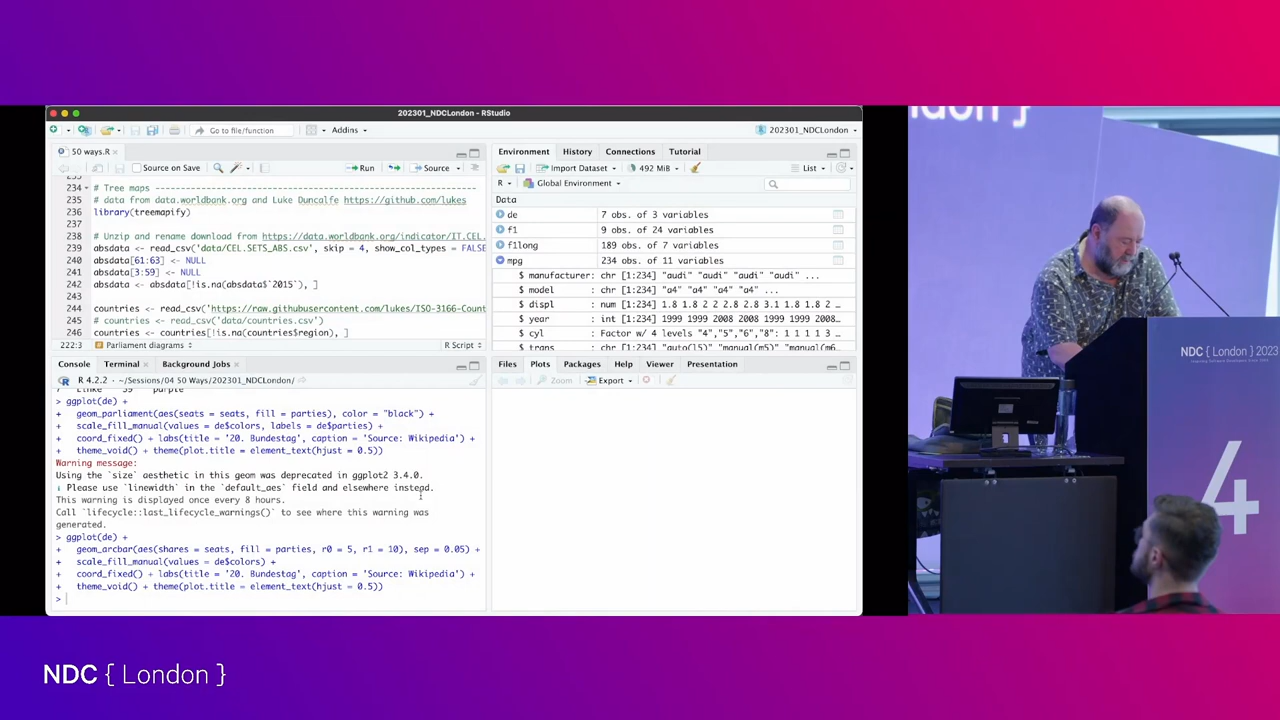 202301_NDCLondon - RStudio
Go to file/function
Addins
202301_NDCLondon
50 ways.R
Source on Save
Run
Source
234 # Tree maps ----------------------------------------------------------
235 # data from data.worldbank.org and Luke Duncalfe https://github.com/lukes
236 library(treemapify)
237
238 # Unzip and rename download from https://data.worldbank.org/indicator/IT.CEL.
239 absdata <- read_csv('data/CEL.SETS_ABS.csv', skip = 4, show_col_types = FALSE
240 absdata[61:63] <- NULL
241 absdata[3:59] <- NULL
242 absdata <- absdata[!is.na(absdata$`2015`), ]
243
244 countries <- read_csv('https://raw.githubusercontent.com/lukes/ISO-3166-Count
245 # countries <- read_csv('data/countries.csv')
246 countries <- countries[!is.na(countries$region), ]
222:3 Parliament diagrams R Script
Environment History Connections Tutorial
Import Dataset 492 MiB List
R Global Environment
Data
de 7 obs. of 3 variables
f1 9 obs. of 24 variables
f1long 189 obs. of 7 variables
mpg 234 obs. of 11 variables
$ manufacturer: chr [1:234] "audi" "audi" "audi" "audi" ...
$ model : chr [1:234] "a4" "a4" "a4" "a4" ...
$ displ : num [1:234] 1.8 1.8 2 2 2.8 2.8 3.1 1.8 1.8 2 …
$ year : int [1:234] 1999 1999 2008 2008 1999 1999 2008…
$ cyl : Factor w/ 4 levels "4","5","6","8": 1 1 1 1 3 …
$ trans : chr [1:234] "auto(l5)" "manual(m5)" "manual(m6…
Console Terminal Background Jobs
R 4.2.2 · ~/Sessions/04 50 Ways/202301_NDCLondon/
7 Linke 39 purple
> ggplot(de) +
+ geom_parliament(aes(seats = seats, fill = parties), color = "black") +
+ scale_fill_manual(values = de$colors, labels = de$parties) +
+ coord_fixed() + labs(title = '20. Bundestag', caption = 'Source: Wikipedia') +
+ theme_void() + theme(plot.title = element_text(hjust = 0.5))
Warning message:
Using the `size` aesthetic in this geom was deprecated in ggplot2 3.4.0.
i Please use `linewidth` in the `default_aes` field and elsewhere instead.
This warning is displayed once every 8 hours.
Call `lifecycle::last_lifecycle_warnings()` to see where this warning was
generated.
> ggplot(de) +
+ geom_arcbar(aes(shares = seats, fill = parties, r0 = 5, r1 = 10), sep = 0.05) +
+ scale_fill_manual(values = de$colors) +
+ coord_fixed() + labs(title = '20. Bundestag', caption = 'Source: Wikipedia') +
+ theme_void() + theme(plot.title = element_text(hjust = 0.5))
>
Files Plots Packages Help Viewer Presentation
Zoom Export
ondon }
NDC { London } 2023
4
NDC { London }